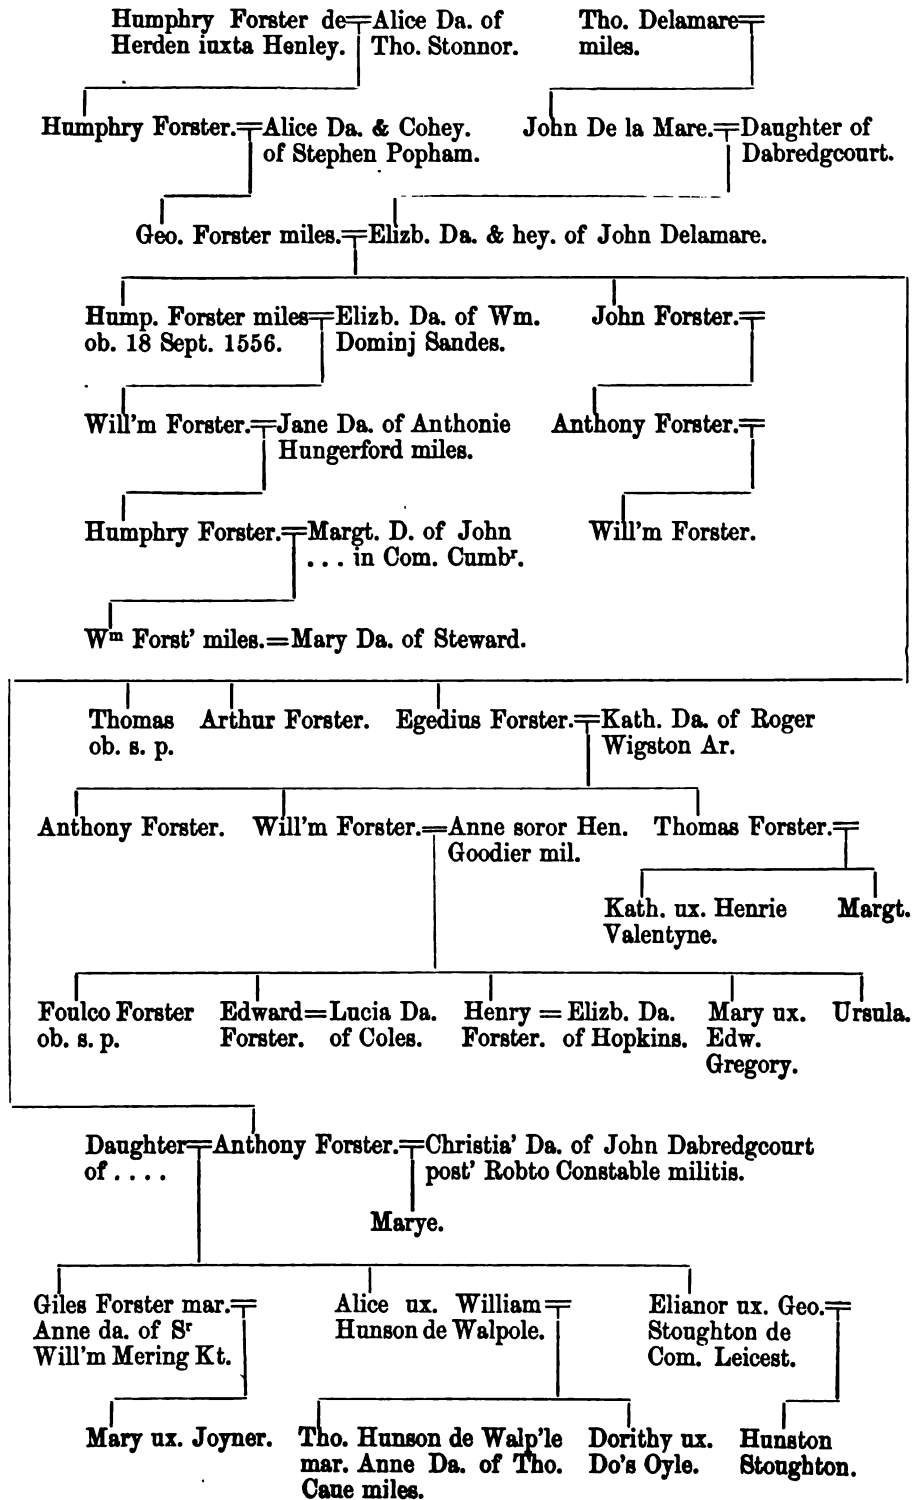 Humphry Forster de=Alice Da. of
Herden iuxta Henley. Tho. Stonnor.
Tho. Delamare=
miles.
Humphry Forster.=Alice Da. & Cohey.
of Stephen Popham.
John De la Mare.=Daughter of
Dabredgcourt.
Geo. Forster miles.=Elizb. Da. & hey. of John Delamare.
Hump. Forster miles=Elizb. Da. of Wm.
ob. 18 Sept. 1556. Dominj Sandes.
John Forster.=
Will'm Forster.=Jane Da. of Anthonie
Hungerford miles.
Anthony Forster.=
Humphry Forster.=Margt. D. of John
... in Com. Cumbʳ.
Will'm Forster.
Wᵐ Forst' miles.=Mary Da. of Steward.
Thomas
ob. s. p.
Arthur Forster.
Egedius Forster.=Kath. Da. of Roger
Wigston Ar.
Anthony Forster.
Will'm Forster.=Anne soror Hen.
Goodier mil.
Thomas Forster.=
Kath. ux. Henrie
Valentyne.
Margt.
Foulco Forster
ob. s. p.
Edward=Lucia Da.
Forster. of Coles.
Henry = Elizb. Da.
Forster. of Hopkins.
Mary ux.
Edw.
Gregory.
Ursula.
Daughter=Anthony Forster.=Christia' Da. of John Dabredgcourt
of .... post' Robto Constable militis.
Marye.
Giles Forster mar.=
Anne da. of Sʳ
Will'm Mering Kt.
Alice ux. William=
Hunson de Walpole.
Elianor ux. Geo.=
Stoughton de
Com. Leicest.
Mary ux. Joyner.
Tho. Hunson de Walp'le
mar. Anne Da. of Tho.
Cane miles.
Dorithy ux.
Do's Oyle.
Hunston
Stoughton.